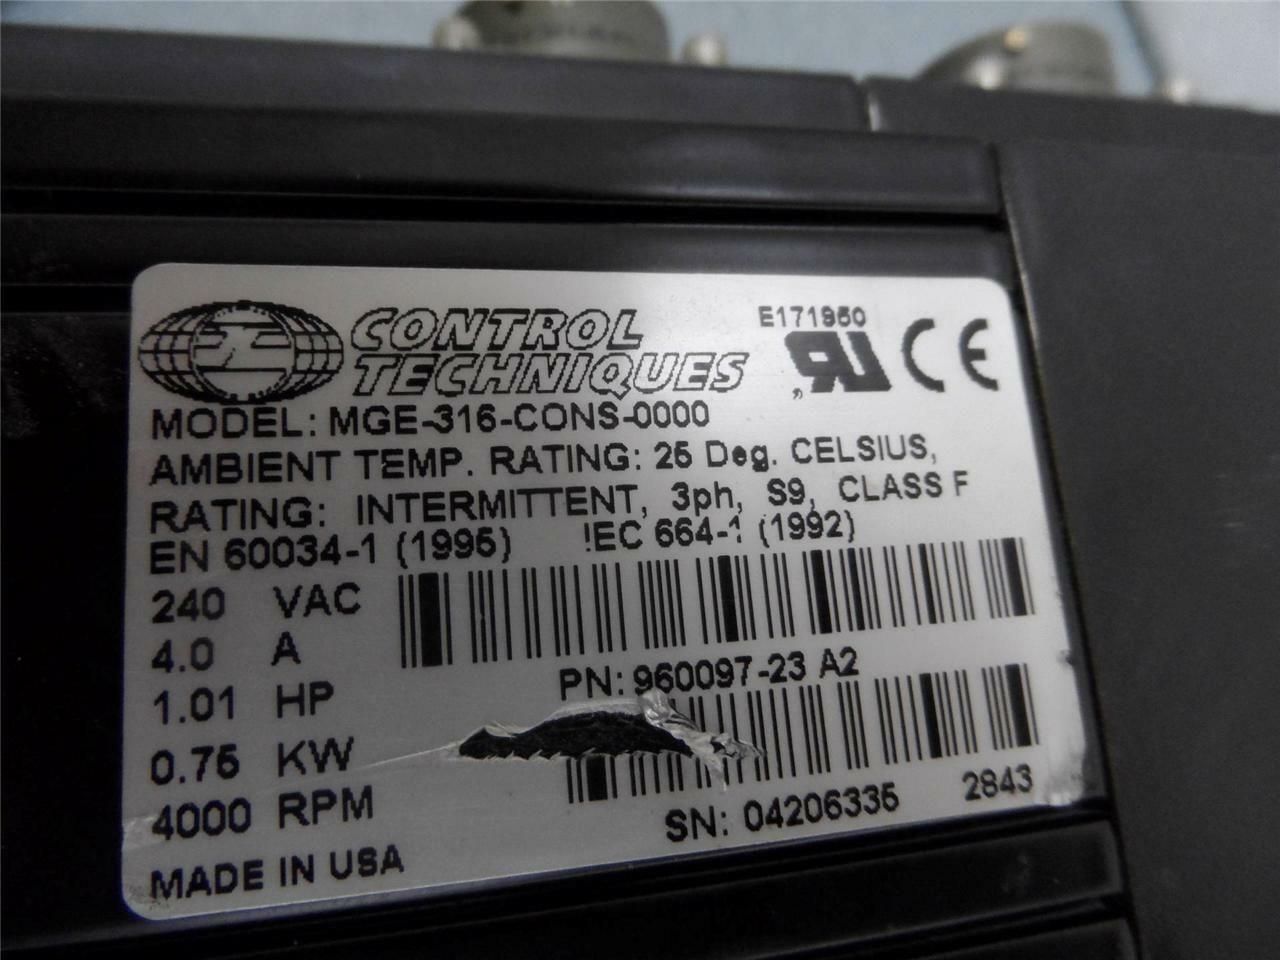 CONTROL
TECHNIQUES
E171950
CE
MODEL: MGE-316-CONS-0000
AMBIENT TEMP. RATING: 25 Deg. CELSIUS,
RATING: INTERMITTENT, 3ph, S9, CLASS F
EN 60034-1 (1995) IEC 664-1 (1992)
240 VAC
4.0 A
PN: 960097-23 A2
1.01 HP
0.75 KW
4000 RPM
SN: 04206335 2843
MADE IN USA